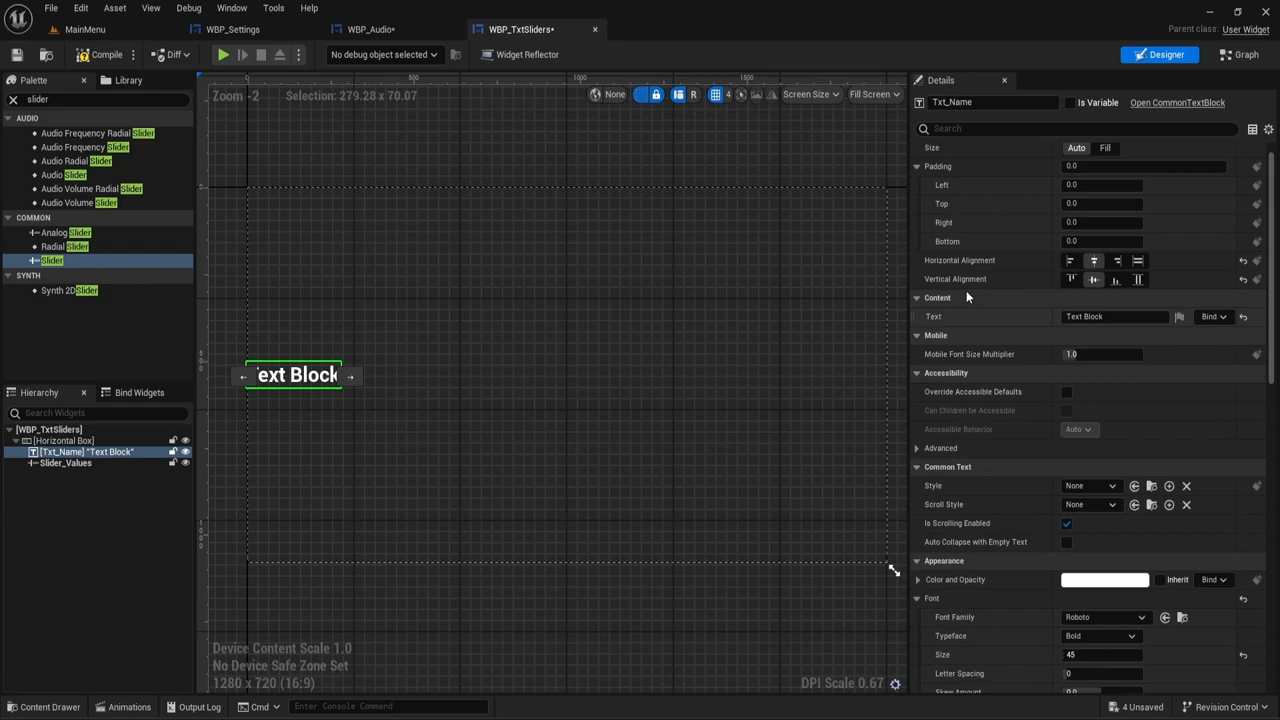 File Edit Asset View Debug Window Tools Help
MainMenu WBP_Settings WBP_Audio* WBP_TxtSliders*
Parent class: User Widget
Compile Diff No debug object selected Widget Reflector Designer Graph
Palette Library
slider
AUDIO
Audio Frequency Radial Slider
Audio Frequency Slider
Audio Radial Slider
Audio Slider
Audio Volume Radial Slider
Audio Volume Slider
COMMON
Analog Slider
Radial Slider
Slider
SYNTH
Synth 2DSlider
Hierarchy Bind Widgets
Search Widgets
[WBP_TxtSliders]
[Horizontal Box]
[Txt_Name] "Text Block"
Slider_Values
0 500 1000 1500
Zoom -2 Selection: 279.28 x 70.07 None R 4 Screen Size Fill Screen
ext Block
Device Content Scale 1.0
No Device Safe Zone Set
1280 x 720 (16:9) DPI Scale 0.67
Details
Txt_Name Is Variable Open CommonTextBlock
Search
Size Auto Fill
Padding 0.0
Left 0.0
Top 0.0
Right 0.0
Bottom 0.0
Horizontal Alignment
Vertical Alignment
Content
Text Text Block Bind
Mobile
Mobile Font Size Multiplier 1.0
Accessibility
Override Accessible Defaults
Can Children be Accessible
Accessible Behavior Auto
Advanced
Common Text
Style None
Scroll Style None
Is Scrolling Enabled
Auto Collapse with Empty Text
Appearance
Color and Opacity Inherit Bind
Font
Font Family Roboto
Typeface Bold
Size 45
Letter Spacing 0
Skew Amount 0.0
Content Drawer Animations Output Log Cmd Enter Console Command 4 Unsaved Revision Control